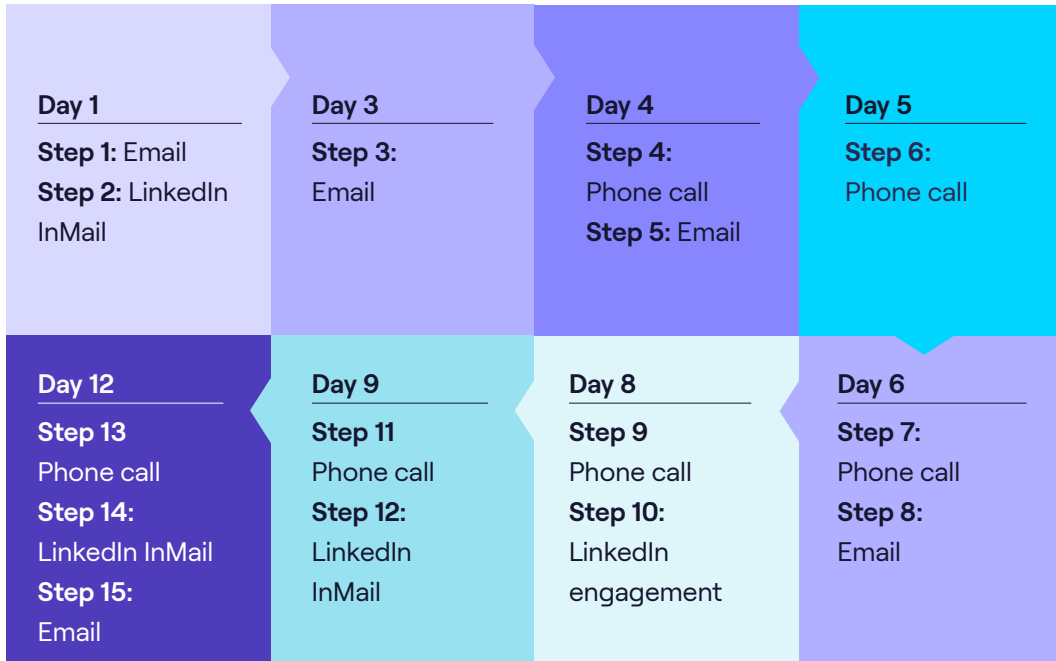 Day 1
Step 1: Email
Step 2: LinkedIn
InMail
Day 3
Step 3:
Email
Day 4
Step 4:
Phone call
Step 5: Email
Day 5
Step 6:
Phone call
Day 6
Step 7:
Phone call
Step 8:
Email
Day 8
Step 9
Phone call
Step 10:
LinkedIn
engagement
Day 9
Step 11
Phone call
Step 12:
LinkedIn
InMail
Day 12
Step 13
Phone call
Step 14:
LinkedIn InMail
Step 15:
Email